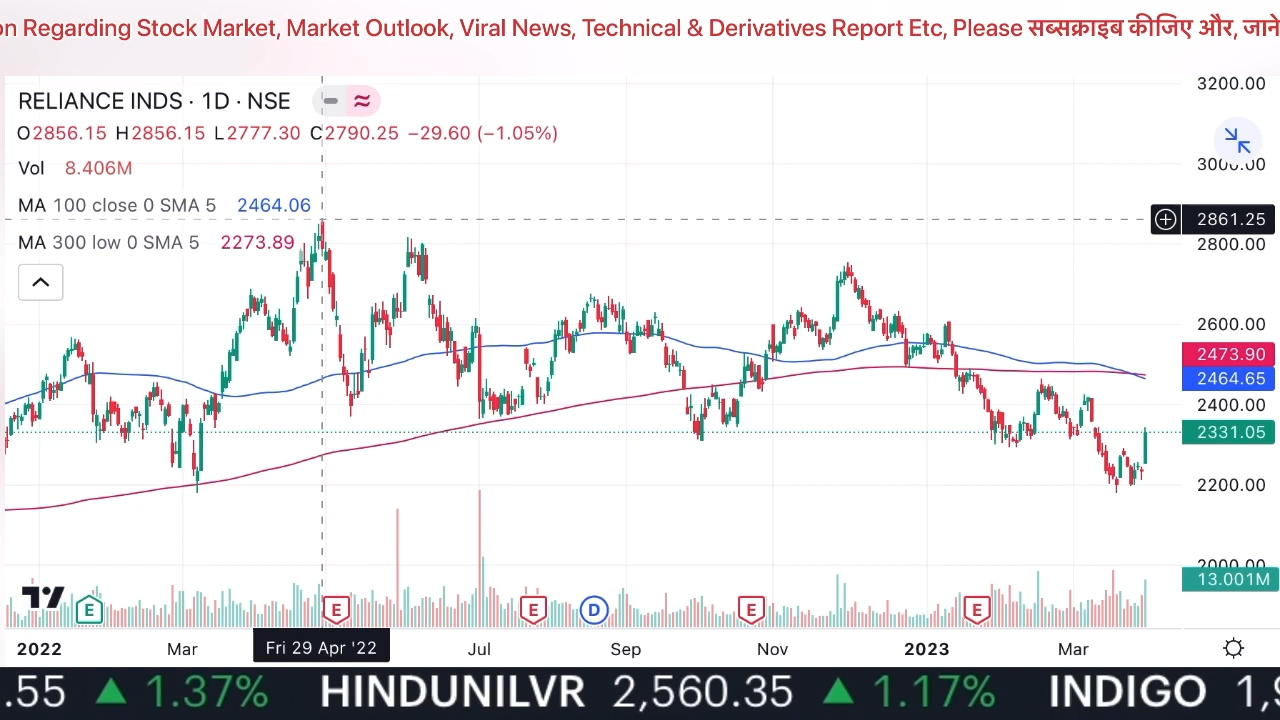 on Regarding Stock Market, Market Outlook, Viral News, Technical & Derivatives Report Etc, Please सब्सक्राइब कीजिए और, जाने
RELIANCE INDS · 1D · NSE
O2856.15 H2856.15 L2777.30 C2790.25 −29.60 (−1.05%)
Vol 8.406M
MA 100 close 0 SMA 5 2464.06
MA 300 low 0 SMA 5 2273.89
3200.00
3000.00
2861.25
2800.00
2600.00
2473.90
2464.65
2400.00
2331.05
2200.00
2000.00
13.001M
E E E D E E
2022 Mar Fri 29 Apr '22 Jul Sep Nov 2023 Mar
.55 ▲ 1.37% HINDUNILVR 2,560.35 ▲ 1.17% INDIGO 1,9